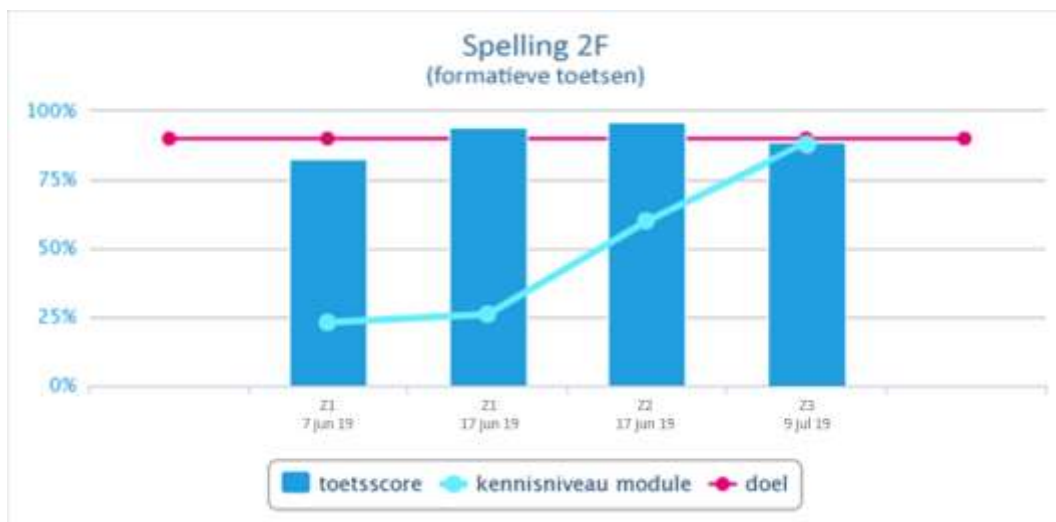 Spelling 2F
(formatieve toetsen)
100%
75%
50%
25%
0%
Z1
7 jun 19
Z1
17 jun 19
Z2
17 jun 19
Z3
9 jul 19
toetsscore kennisniveau module doel